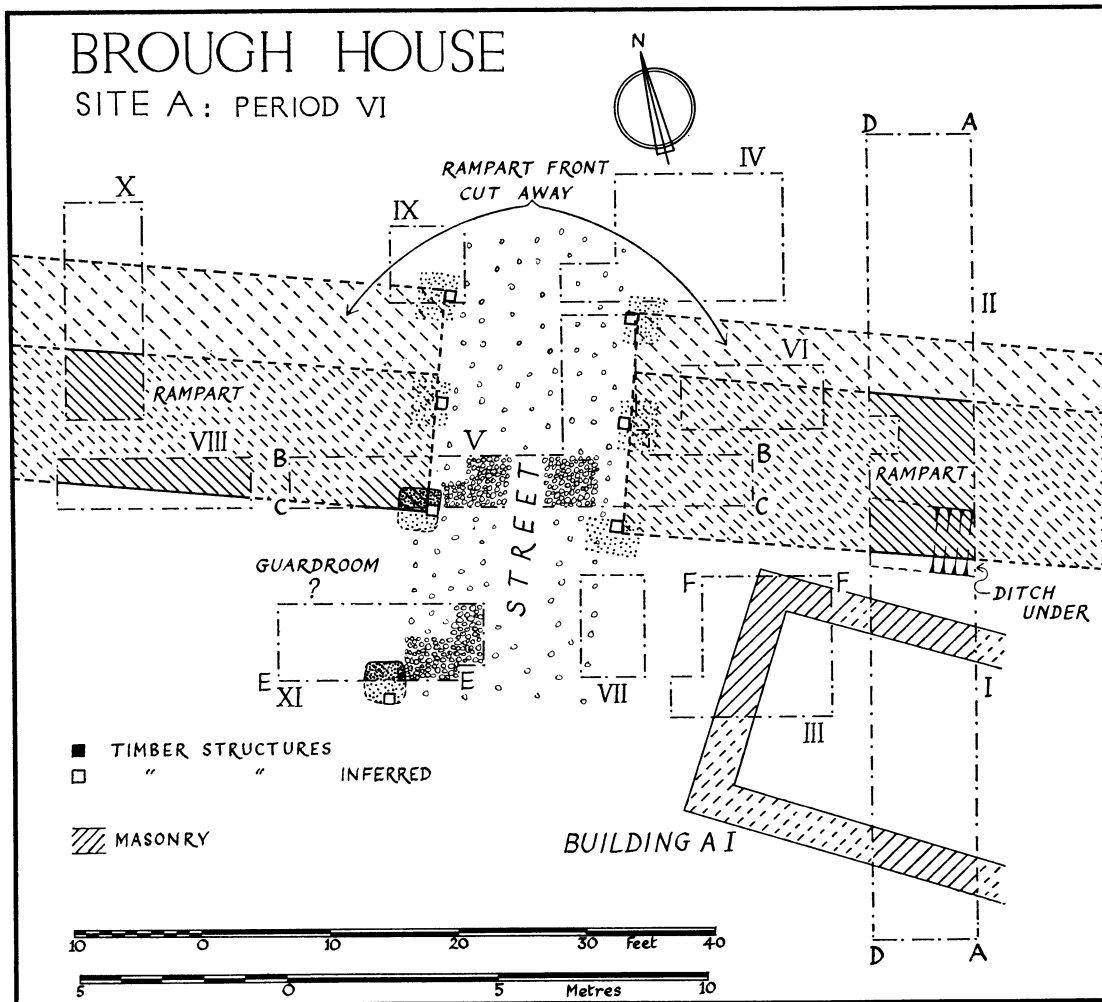 BROUGH HOUSE
SITE A: PERIOD VI
N
D A
RAMPART FRONT
CUT AWAY
IV
X
IX
II
VI
RAMPART
VIII
B
V
B
RAMPART
C
C
STREET
GUARDROOM
?
F F
DITCH
UNDER
E
XI
E
VII
I
III
TIMBER STRUCTURES
" " INFERRED
MASONRY
BUILDING A I
10 0 10 20 30 Feet 40
5 0 5 Metres 10
D A